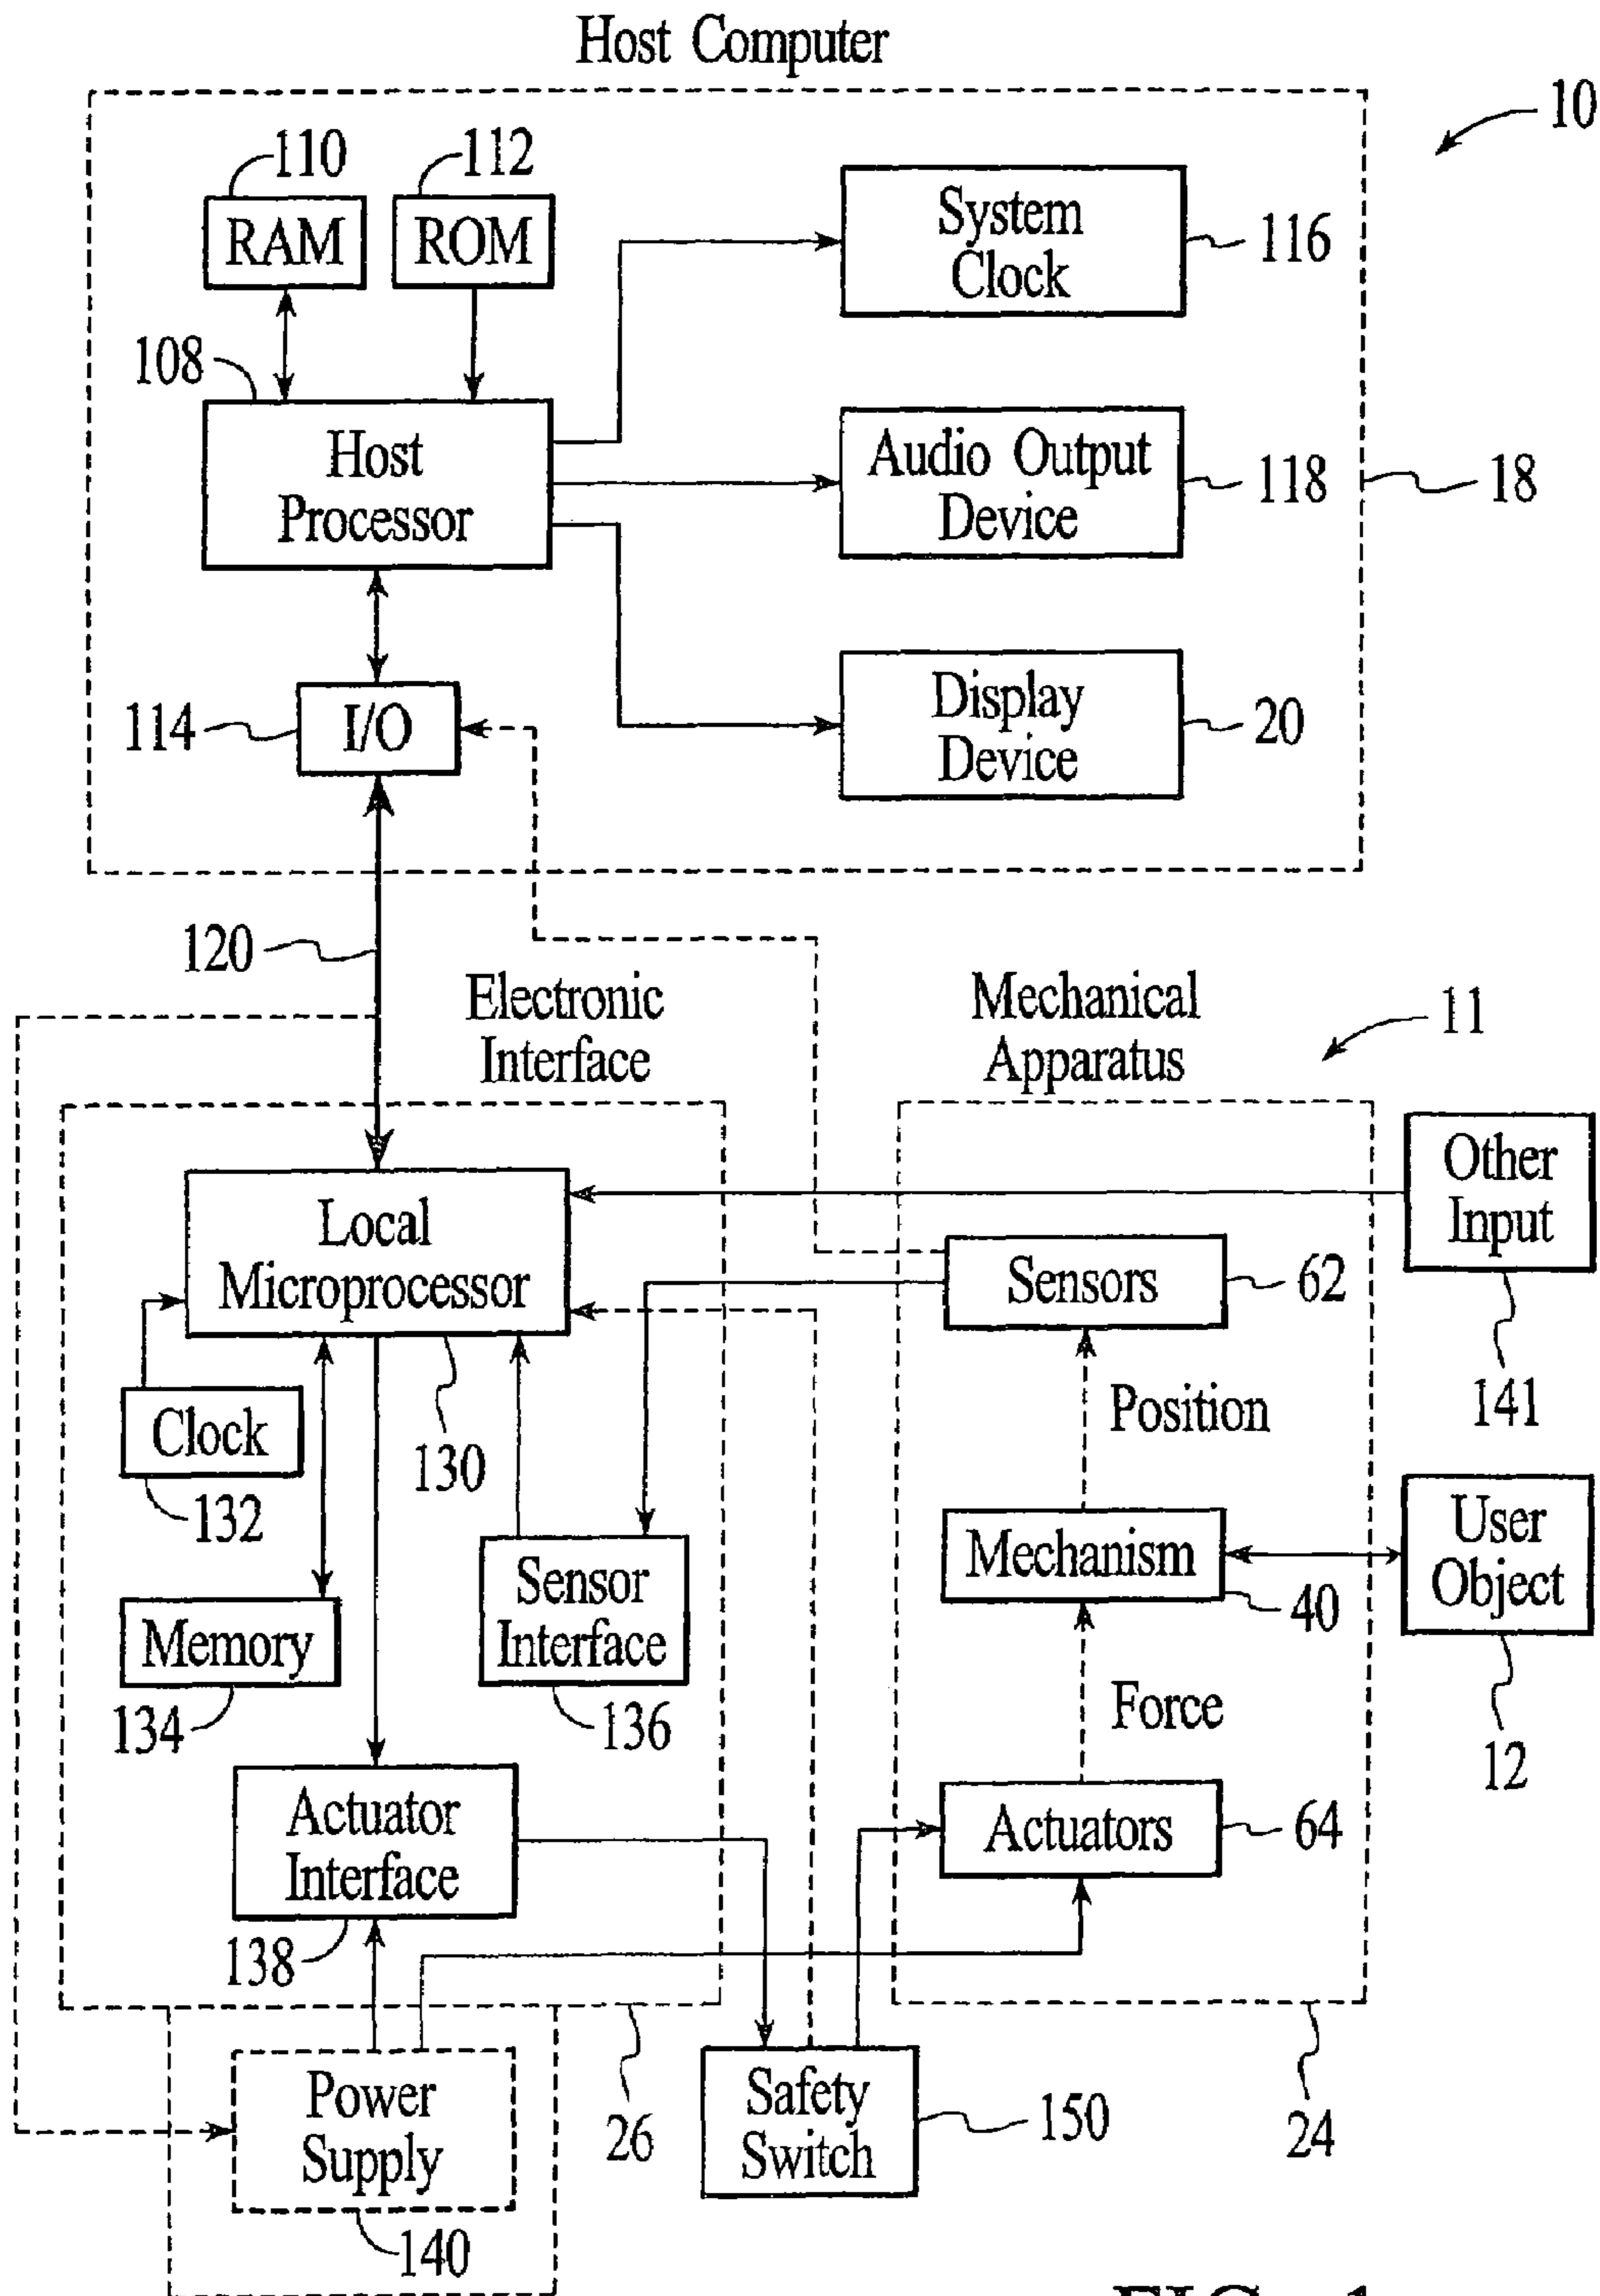 Host Computer
10
110
112
RAM
ROM
System
Clock
116
108
Host
Processor
Audio Output
Device
118
18
114
I/O
Display
Device
20
120
Electronic
Interface
Mechanical
Apparatus
11
Local
Microprocessor
Other
Input
Sensors
62
141
Clock
132
130
Position
Sensor
Interface
136
Mechanism
40
User
Object
12
Memory
134
Force
Actuator
Interface
138
Actuators
64
Power
Supply
140
26
Safety
Switch
150
24